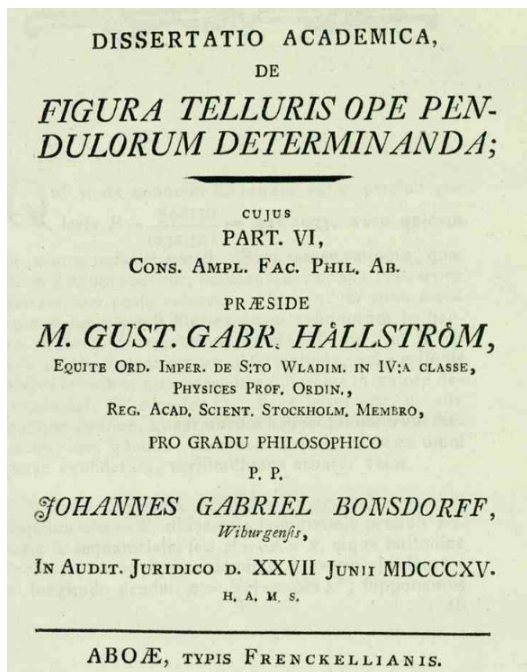 DISSERTATIO ACADEMICA,
DE
FIGURA TELLURIS OPE PEN-
DULORUM DETERMINANDA;
CUJUS
PART. VI,
CONS. AMPL. FAC. PHIL. AB.
PRÆSIDE
M. GUST. GABR. HÅLLSTRÖM,
EQUITE ORD. IMPER. DE S:TO WLADIM. IN IV:A CLASSE,
PHYSICES PROF. ORDIN.,
REG. ACAD. SCIENT. STOCKHOLM. MEMBRO,
PRO GRADU PHILOSOPHICO
P. P.
JOHANNES GABRIEL BONSDORFF,
Wiburgensis,
IN AUDIT. JURIDICO D. XXVII JUNII MDCCCXV.
H. A. M. S.
ABOÆ, TYPIS FRENCKELLIANIS.